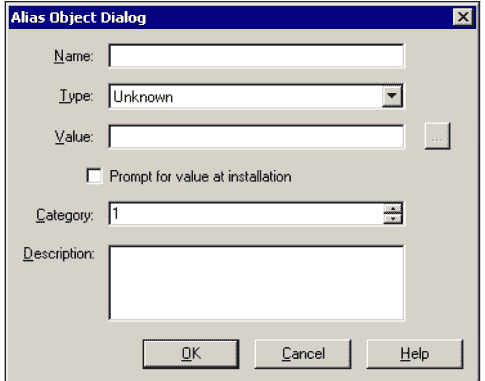 Alias Object Dialog
Name:
Type: Unknown
Value: ...
Prompt for value at installation
Category: 1
Description:
OK Cancel Help